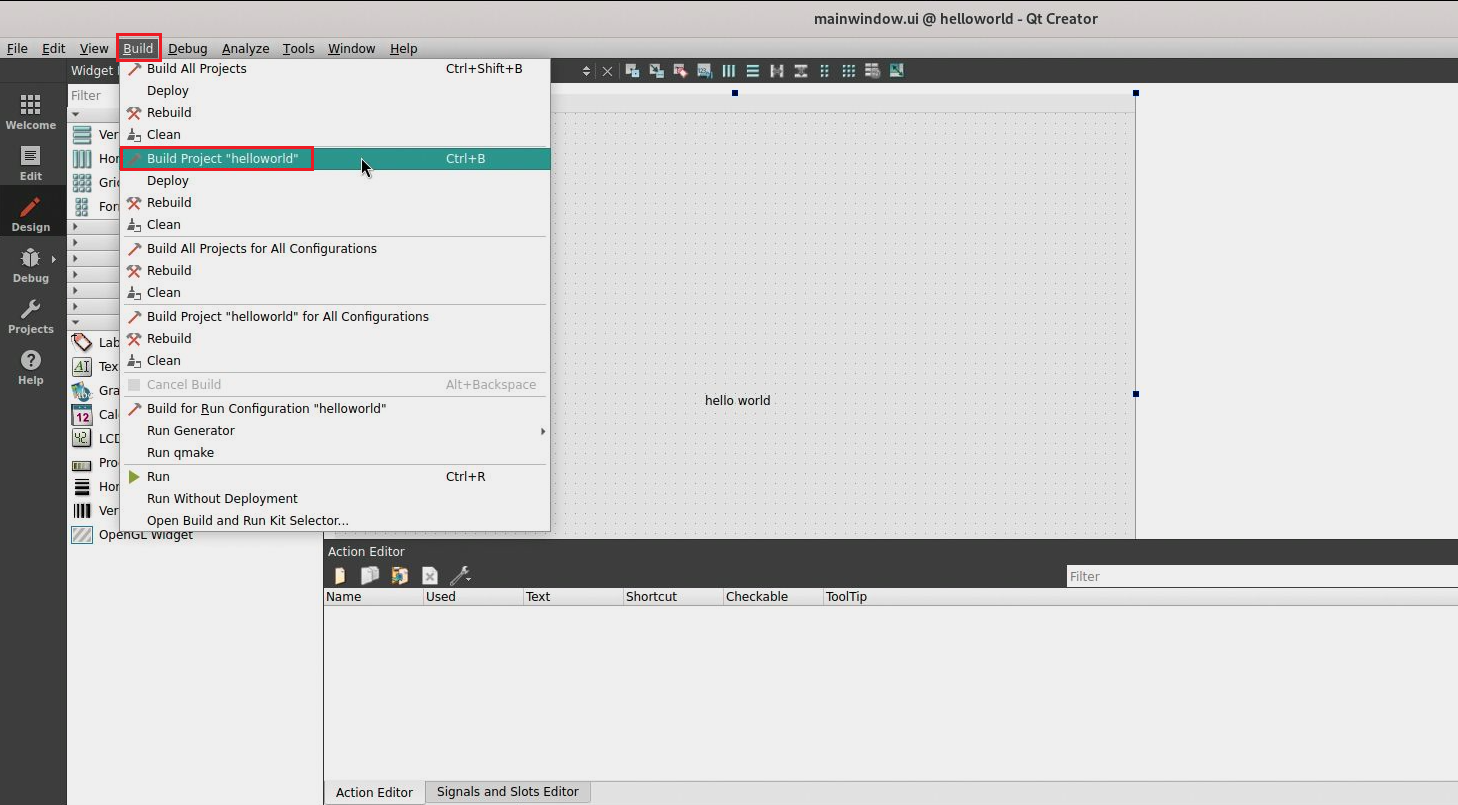 mainwindow.ui @ helloworld - Qt Creator
File Edit View Build Debug Analyze Tools Window Help
Widget
Filter
Welcome
Edit
Design
Debug
Projects
Help
Build All Projects Ctrl+Shift+B
Deploy
Rebuild
Clean
Build Project "helloworld" Ctrl+B
Deploy
Rebuild
Clean
Build All Projects for All Configurations
Rebuild
Clean
Build Project "helloworld" for All Configurations
Rebuild
Clean
Cancel Build Alt+Backspace
Build for Run Configuration "helloworld"
Run Generator
Run qmake
Run Ctrl+R
Run Without Deployment
Open Build and Run Kit Selector...
Ver
Hor
Gri
For
Lab
Tex
Gra
Cal
LCD
Pro
Hor
Ver
OpenGL Widget
hello world
Action Editor
Filter
Name Used Text Shortcut Checkable ToolTip
Action Editor Signals and Slots Editor